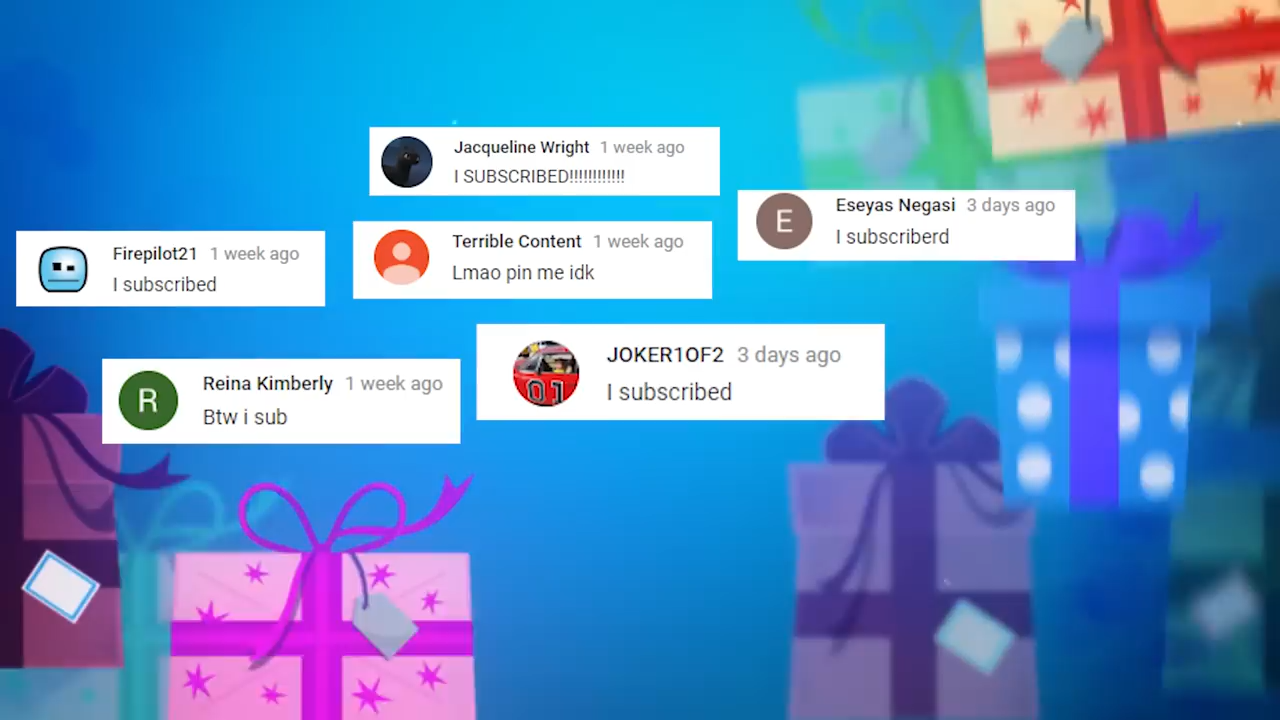 Jacqueline Wright 1 week ago
I SUBSCRIBED!!!!!!!!!!!!
Eseyas Negasi 3 days ago
I subscriberd
Firepilot21 1 week ago
I subscribed
Terrible Content 1 week ago
Lmao pin me idk
E
JOKER1OF2 3 days ago
I subscribed
01
R
Reina Kimberly 1 week ago
Btw i sub